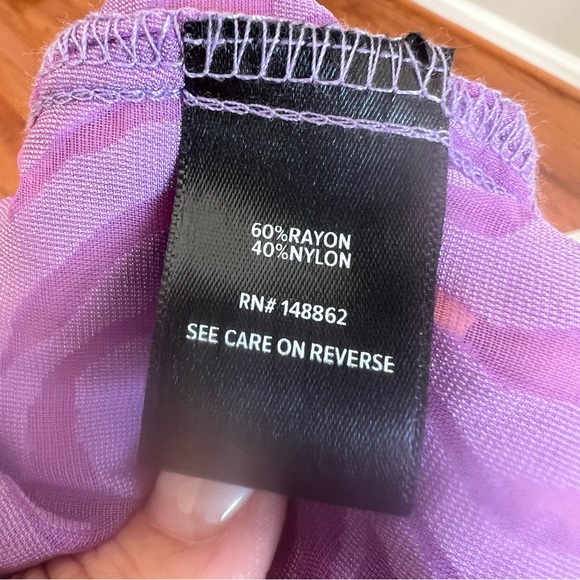 60%RAYON
40%NYLON
RN# 148862
SEE CARE ON REVERSE